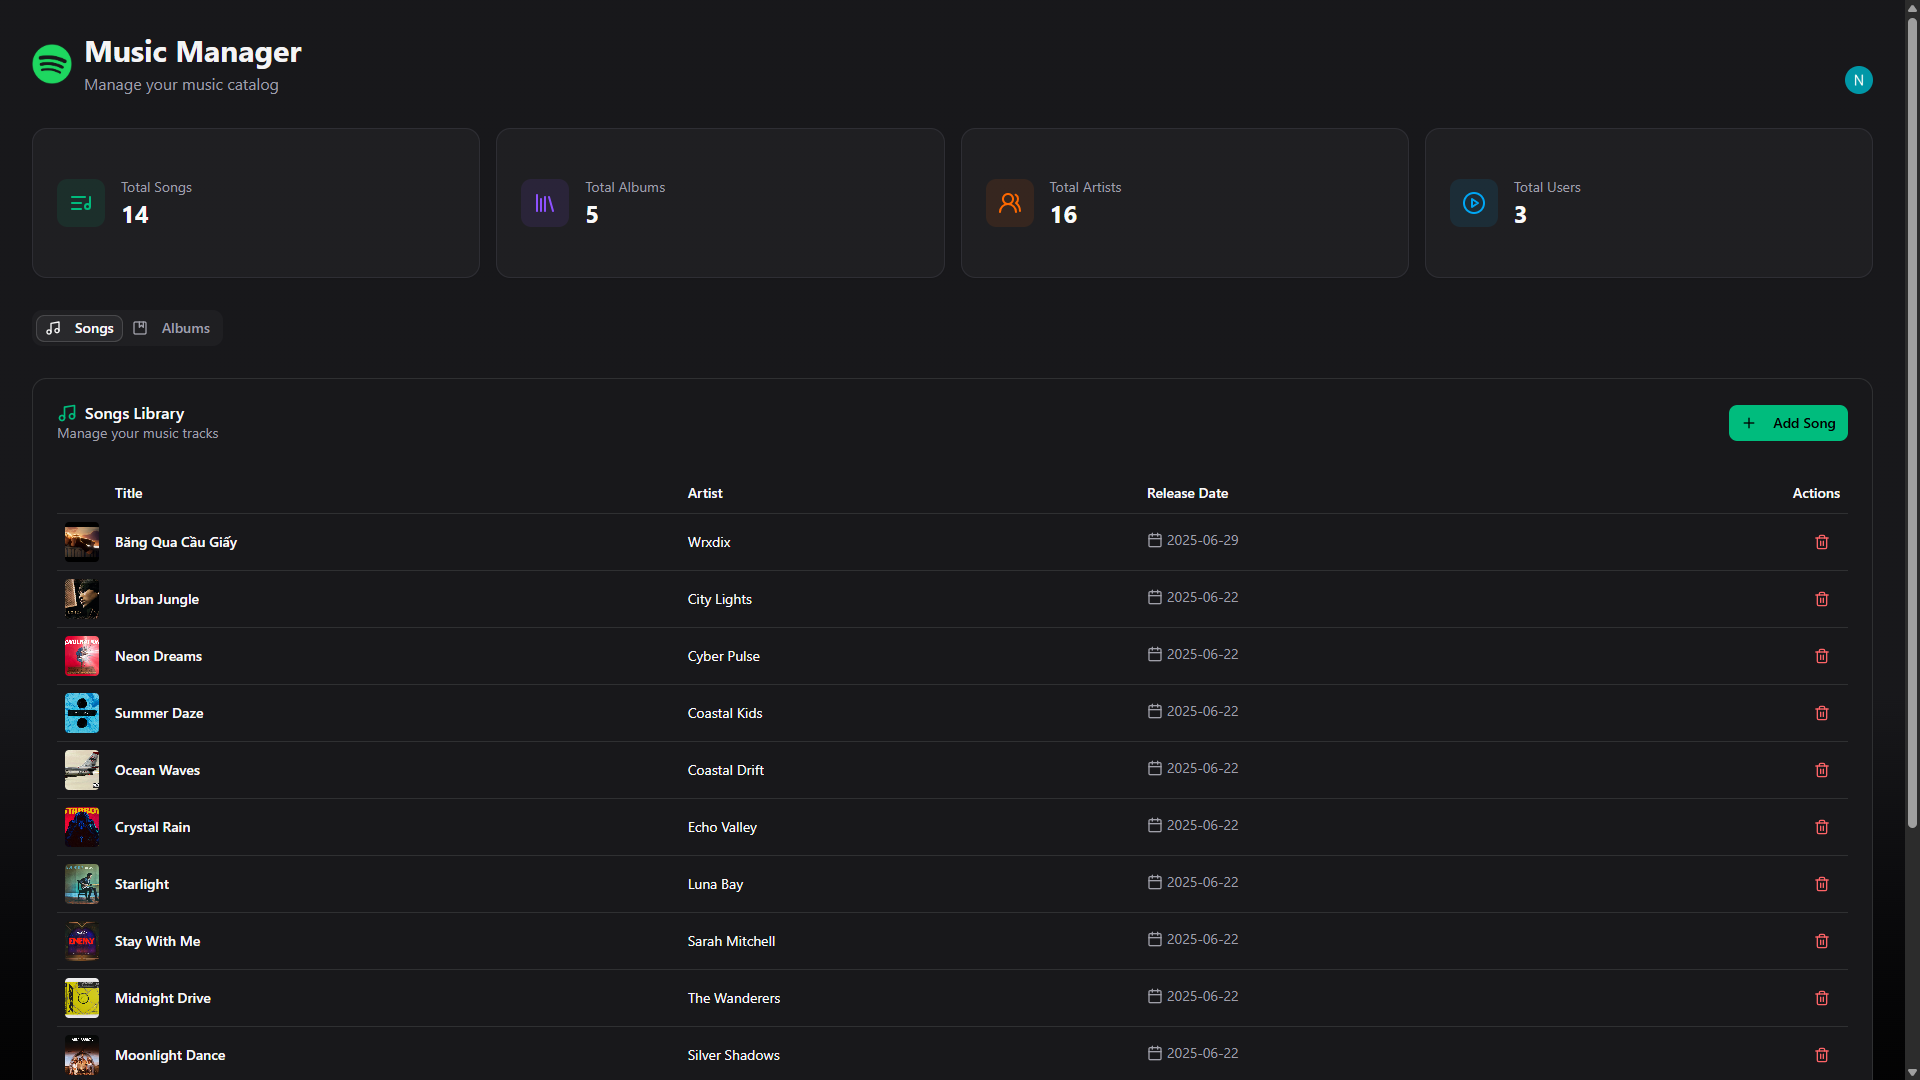 Music Manager
Manage your music catalog
N
Total Songs
14
Total Albums
5
Total Artists
16
Total Users
3
Songs
Albums
Songs Library
Manage your music tracks
Add Song
Title Artist Release Date Actions
Băng Qua Cầu Giấy Wrxdix 2025-06-29
Urban Jungle City Lights 2025-06-22
Neon Dreams Cyber Pulse 2025-06-22
Summer Daze Coastal Kids 2025-06-22
Ocean Waves Coastal Drift 2025-06-22
STARBOY
Crystal Rain Echo Valley 2025-06-22
Starlight Luna Bay 2025-06-22
ENEMY
Stay With Me Sarah Mitchell 2025-06-22
Midnight Drive The Wanderers 2025-06-22
Moonlight Dance Silver Shadows 2025-06-22